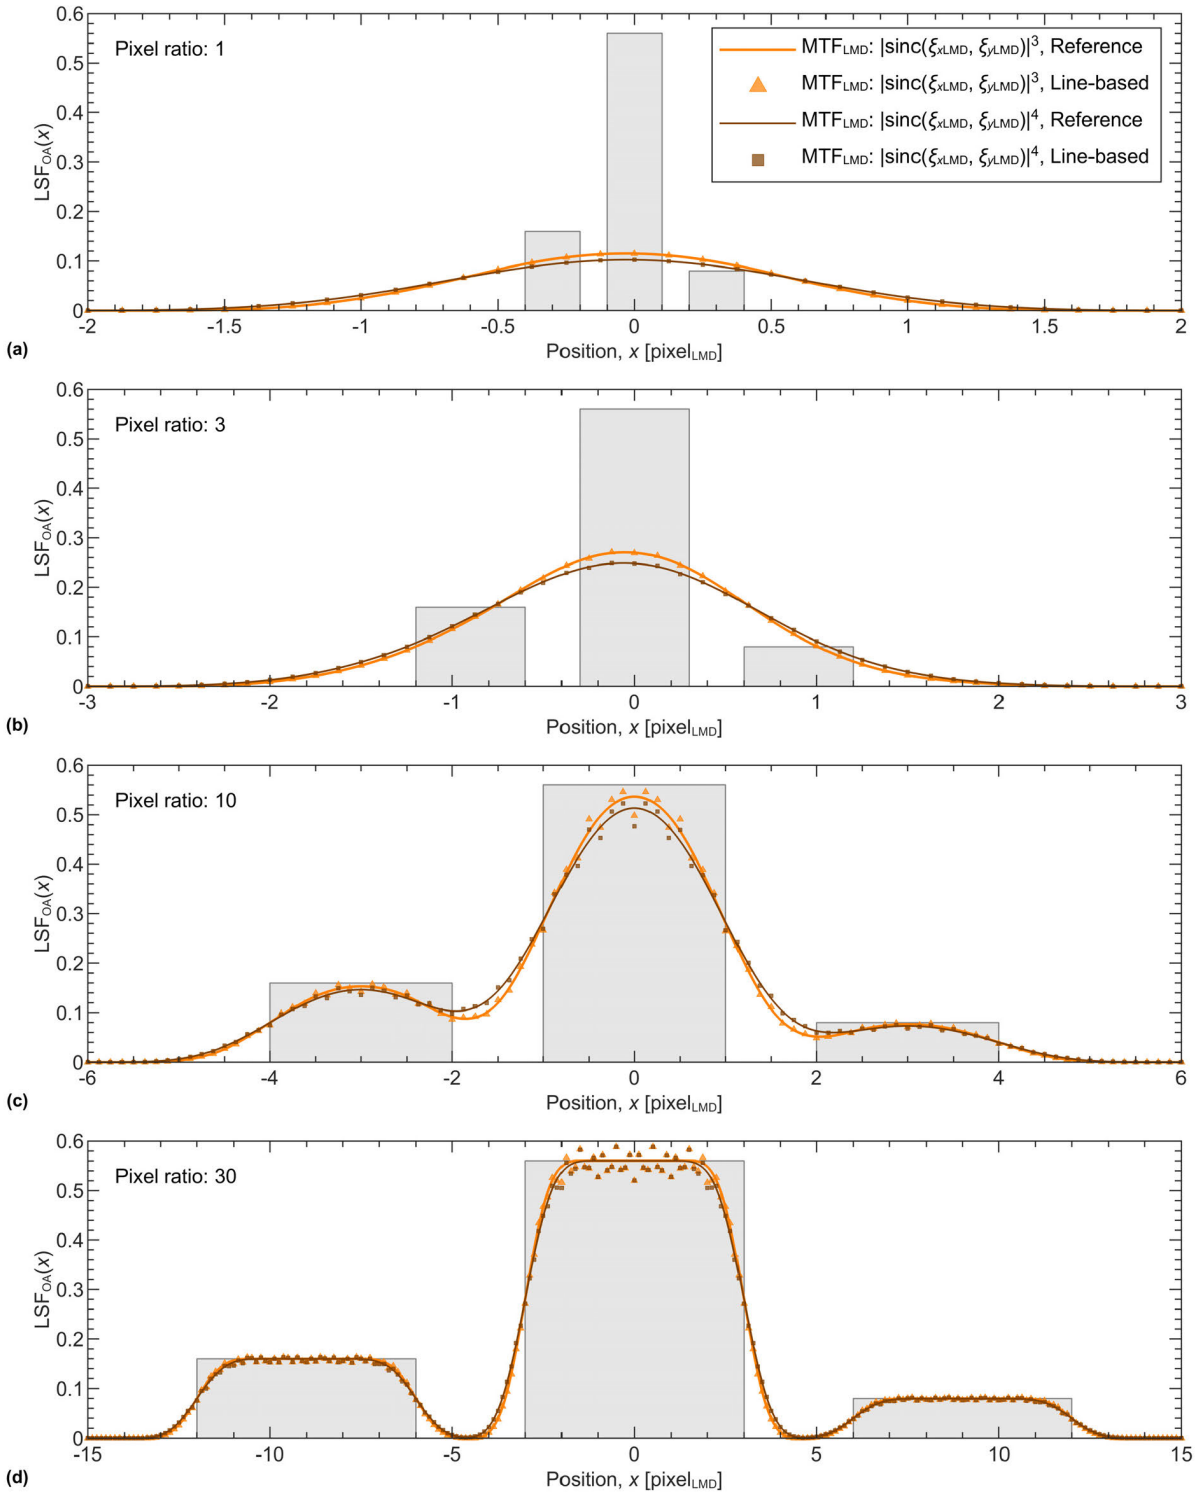 Pixel ratio: 1
MTFLMD: |sinc(ξxLMD, ξyLMD)|3, Reference
MTFLMD: |sinc(ξxLMD, ξyLMD)|3, Line-based
MTFLMD: |sinc(ξxLMD, ξyLMD)|4, Reference
MTFLMD: |sinc(ξxLMD, ξyLMD)|4, Line-based
LSFOA(x)
0.6
0.5
0.4
0.3
0.2
0.1
0
-2 -1.5 -1 -0.5 0 0.5 1 1.5 2
Position, x [pixelLMD]
(a)
Pixel ratio: 3
LSFOA(x)
0.6
0.5
0.4
0.3
0.2
0.1
0
-3 -2 -1 0 1 2 3
Position, x [pixelLMD]
(b)
Pixel ratio: 10
LSFOA(x)
0.6
0.5
0.4
0.3
0.2
0.1
0
-6 -4 -2 0 2 4 6
Position, x [pixelLMD]
(c)
Pixel ratio: 30
LSFOA(x)
0.6
0.5
0.4
0.3
0.2
0.1
0
-15 -10 -5 0 5 10 15
Position, x [pixelLMD]
(d)